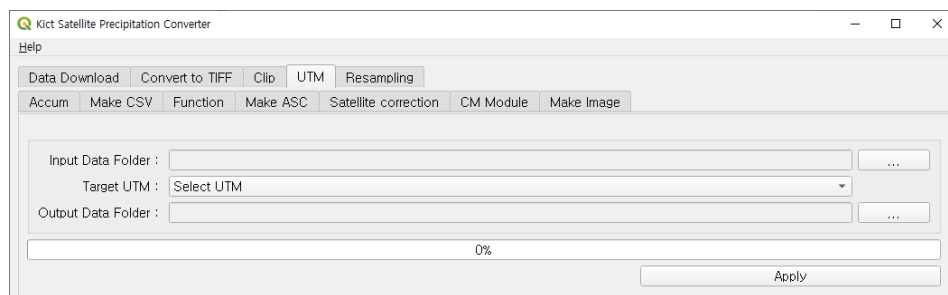 Kict Satellite Precipitation Converter
Help
Data Download Convert to TIFF Clip UTM Resampling
Accum Make CSV Function Make ASC Satellite correction CM Module Make Image
Input Data Folder : ...
Target UTM : Select UTM
Output Data Folder : ...
0%
Apply